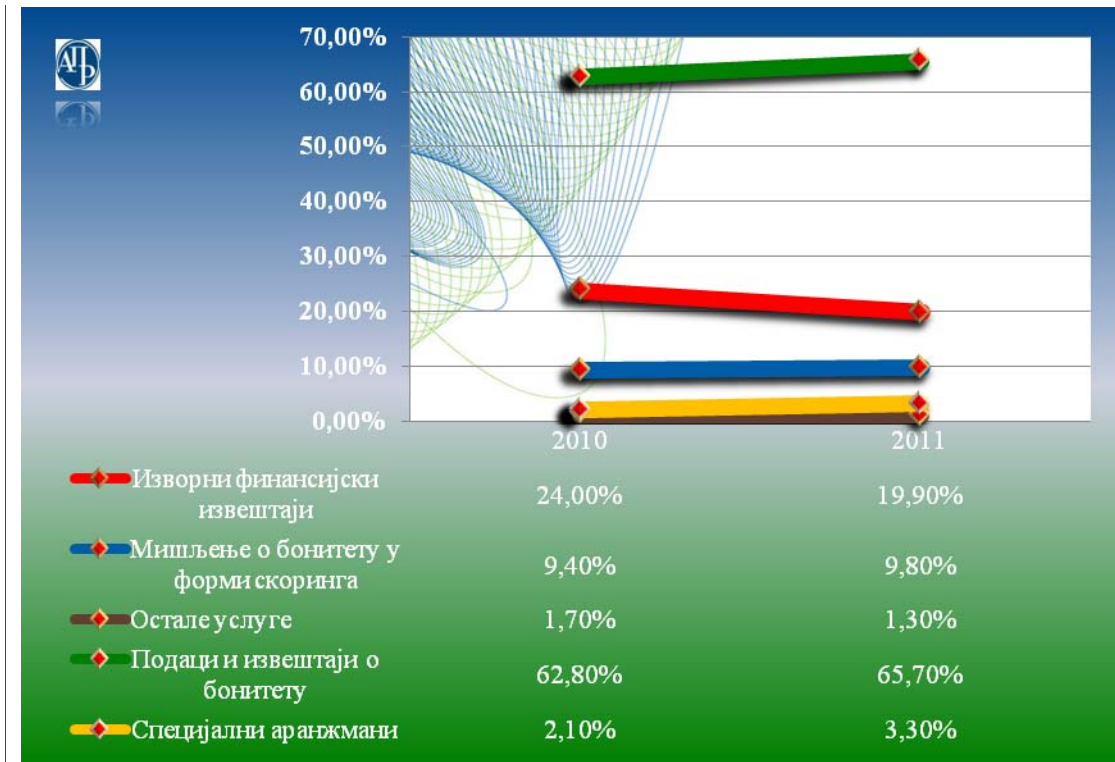 АПР
70,00%
60,00%
50,00%
40,00%
30,00%
20,00%
10,00%
0,00%
2010 2011
Изворни финансијски
извештаји 24,00% 19,90%
Мишљење о бонитету у
форми скоринга 9,40% 9,80%
Остале услуге 1,70% 1,30%
Подаци и извештаји о
бонитету 62,80% 65,70%
Специјални аранжмани 2,10% 3,30%